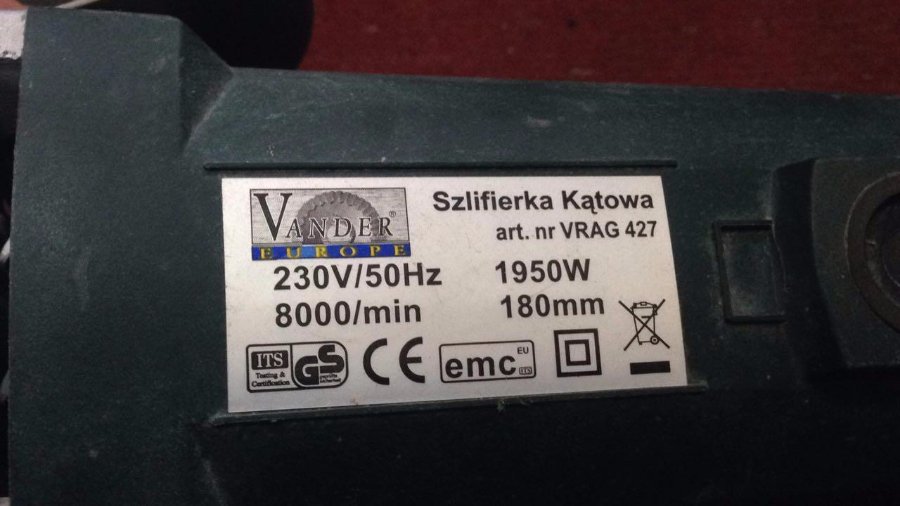 VANDER®
EUROPE
Szlifierka Kątowa
art. nr VRAG 427
230V/50Hz 1950W
8000/min 180mm
ITS
Testing &
Certification
GS
CE
emc EU ITS